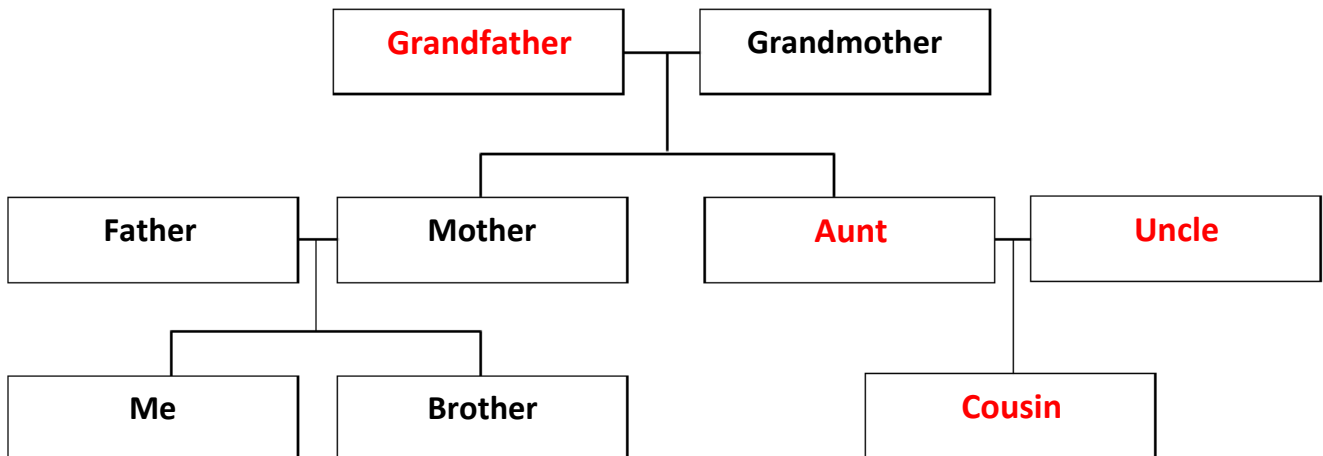 Grandfather
Grandmother
Father
Mother
Aunt
Uncle
Me
Brother
Cousin